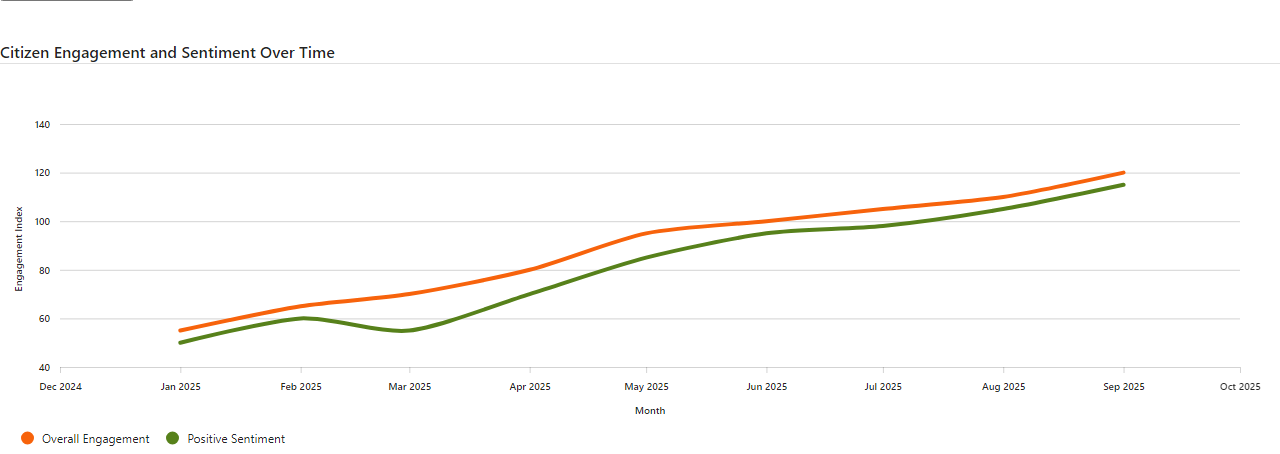 Citizen Engagement and Sentiment Over Time
140
120
100
80
60
40
Engagement Index
Dec 2024 Jan 2025 Feb 2025 Mar 2025 Apr 2025 May 2025 Jun 2025 Jul 2025 Aug 2025 Sep 2025 Oct 2025
Month
Overall Engagement Positive Sentiment